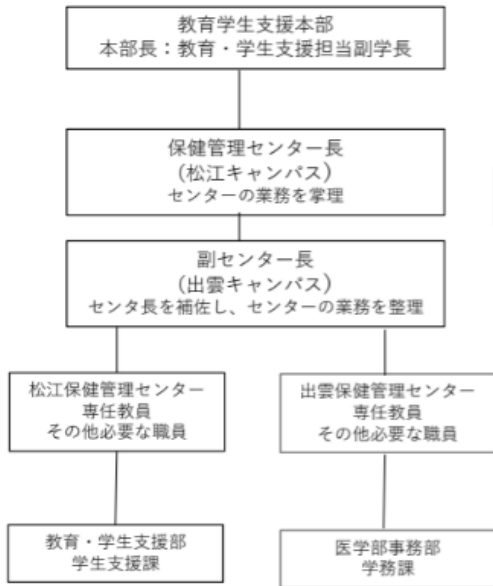 教育学生支援本部
本部長：教育・学生支援担当副学長
保健管理センター長
(松江キャンパス)
センターの業務を掌理
副センター長
(出雲キャンパス)
センタ長を補佐し、センターの業務を整理
松江保健管理センター
専任教員
その他必要な職員
出雲保健管理センター
専任教員
その他必要な職員
教育・学生支援部
学生支援課
医学部事務部
学務課